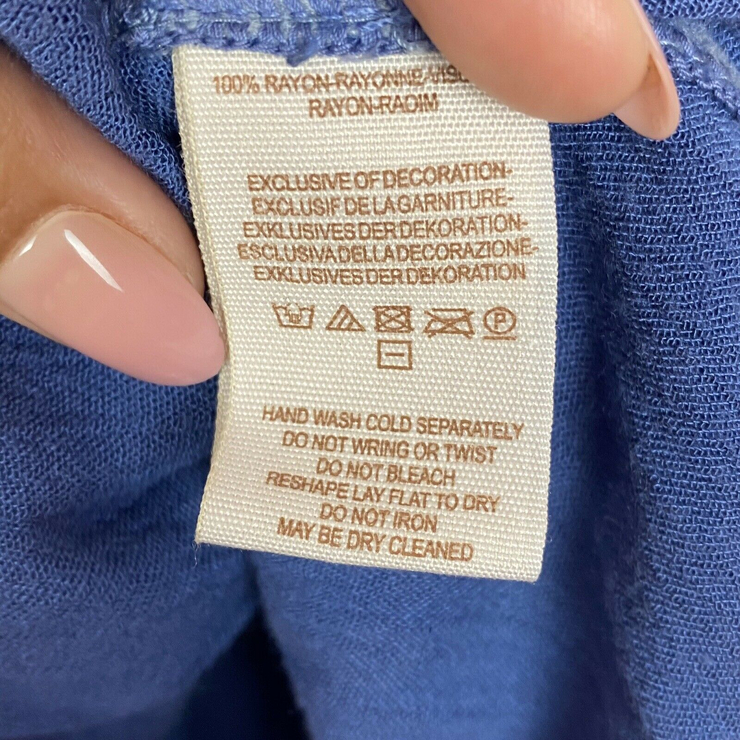 100% RAYON-RAYONNE-
RAYON-RAOIM
EXCLUSIVE OF DECORATION-
EXCLUSIF DE LA GARNITURE-
EXKLUSIVES DER DEKORATION-
ESCLUSIVA DELLA DECORAZIONE-
EXKLUSIVES DER DEKORATION
P
HAND WASH COLD SEPARATELY
DO NOT WRING OR TWIST
DO NOT BLEACH
RESHAPE LAY FLAT TO DRY
DO NOT IRON
MAY BE DRY CLEANED